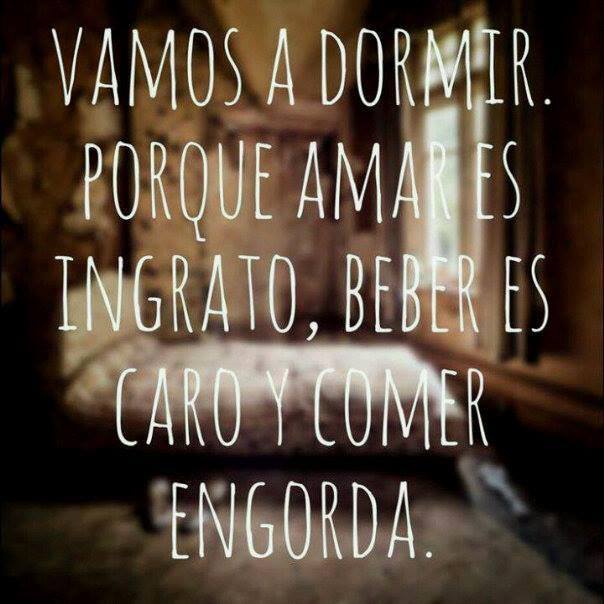 VAMOS A DORMIR.
PORQUE AMAR ES
INGRATO, BEBER ES
CARO Y COMER
ENGORDA.